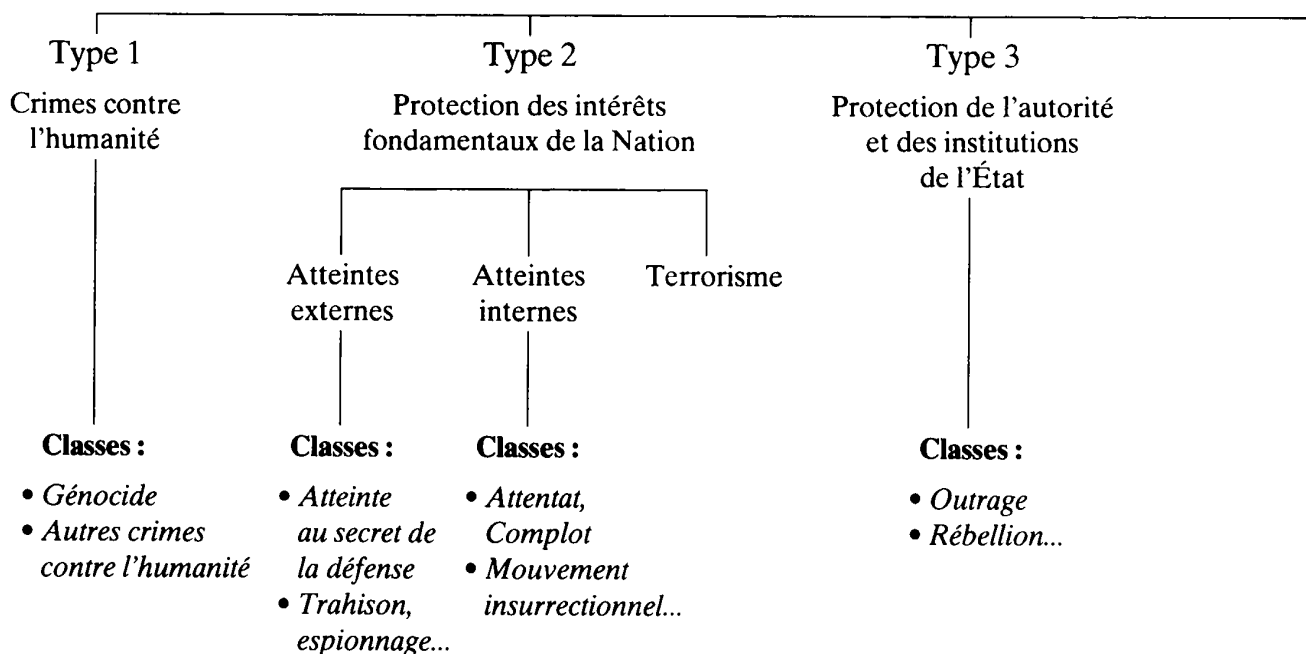 Type 1
Crimes contre
l'humanité
Type 2
Protection des intérêts
fondamentaux de la Nation
Type 3
Protection de l'autorité
et des institutions
de l'État
Atteintes
externes
Atteintes
internes
Terrorisme
Classes :
• Génocide
• Autres crimes
contre l'humanité
Classes :
• Atteinte
au secret de
la défense
• Trahison,
espionnage...
Classes :
• Attentat,
Complot
• Mouvement
insurrectionnel...
Classes :
• Outrage
• Rébellion...